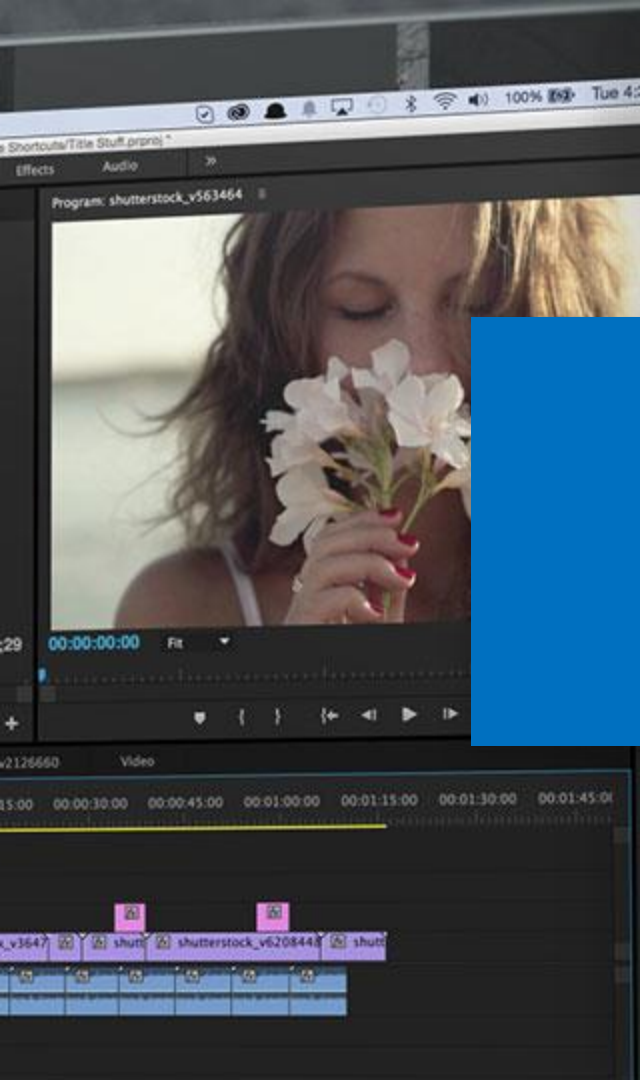 100% Tue 4:
Shortcuts/Title Stuff.prproj *
Effects Audio »
Program: shutterstock_v563464
;29 00:00:00:00 Fit
v2126660 Video
15:00 00:00:30:00 00:00:45:00 00:01:00:00 00:01:15:00 00:01:30:00 00:01:45:00
k_v3647 shutt shutterstock_v6208448 shutt